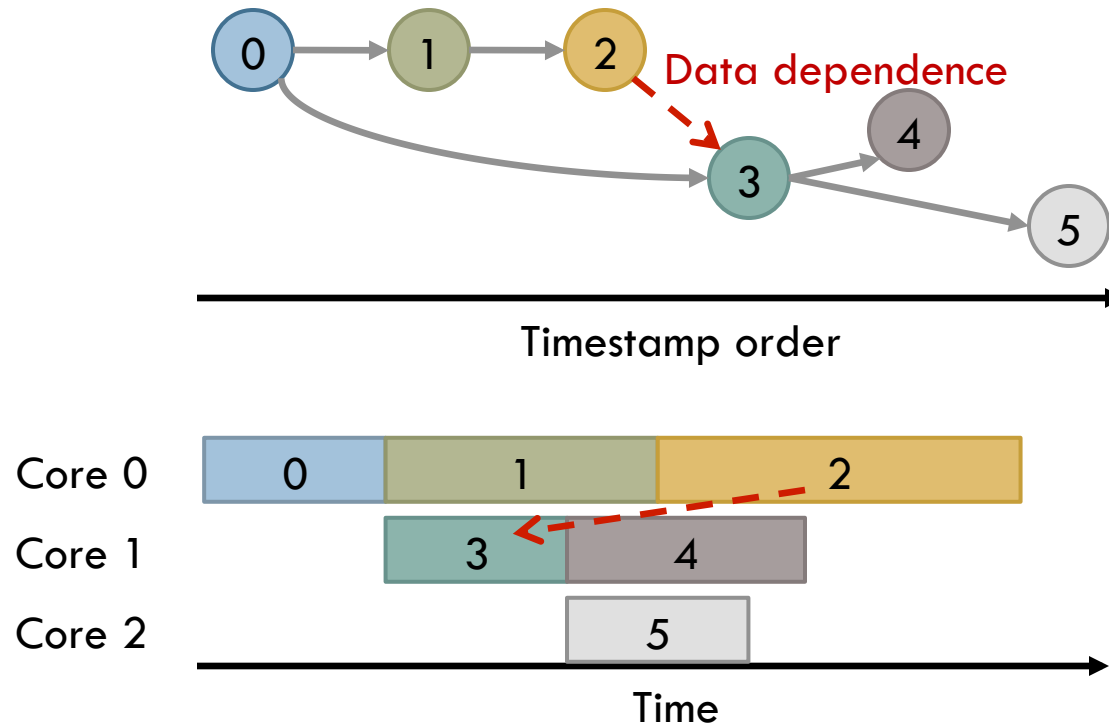 0 1 2
Data dependence
4
3
5
Timestamp order
Core 0 0 1 2
Core 1 3 4
Core 2 5
Time